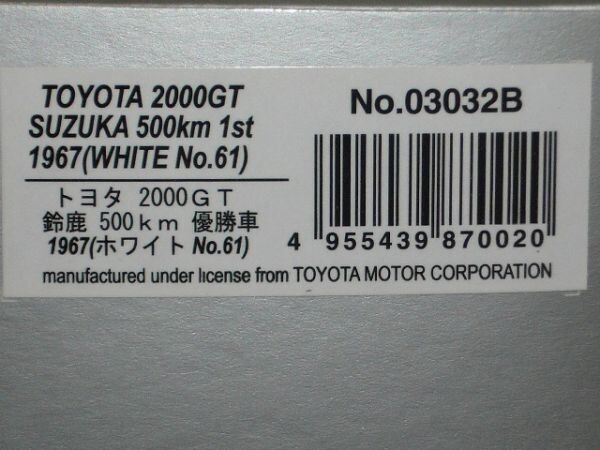 TOYOTA 2000GT
SUZUKA 500km 1st
1967(WHITE No.61)
トヨタ 2000GT
鈴鹿 500km 優勝車
1967(ホワイト No.61)
No.03032B
4 955439 870020
manufactured under license from TOYOTA MOTOR CORPORATION